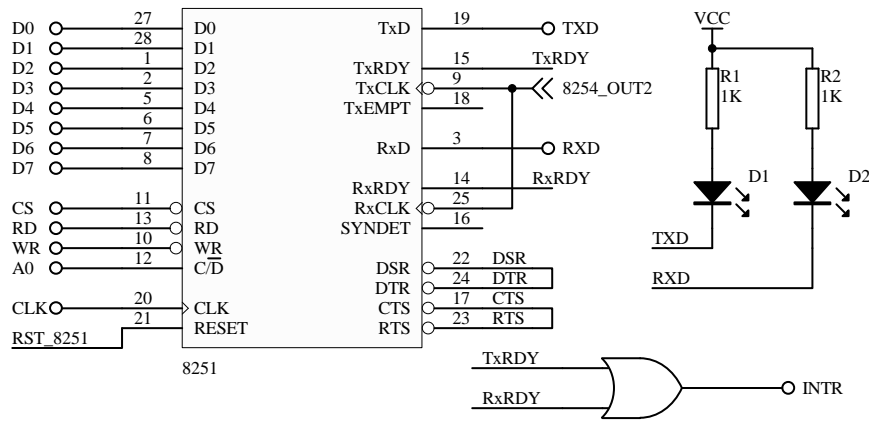 D0 27 D0 TxD 19 TXD VCC
D1 28 D1
D2 1 D2 TxRDY 15 TxRDY R1 R2
D3 2 D3 TxCLK 9 8254_OUT2 1K 1K
D4 5 D4 TxEMPT 18
D5 6 D5
D6 7 D6 RxD 3 RXD
D7 8 D7
RxRDY 14 RxRDY D1 D2
CS 11 CS RxCLK 25
RD 13 RD SYNDET 16
WR 10 WR TXD
A0 12 C/D DSR 22 DSR
DTR 24 DTR RXD
CLK 20 CLK CTS 17 CTS
RST_8251 21 RESET RTS 23 RTS
8251
TxRDY
RxRDY INTR